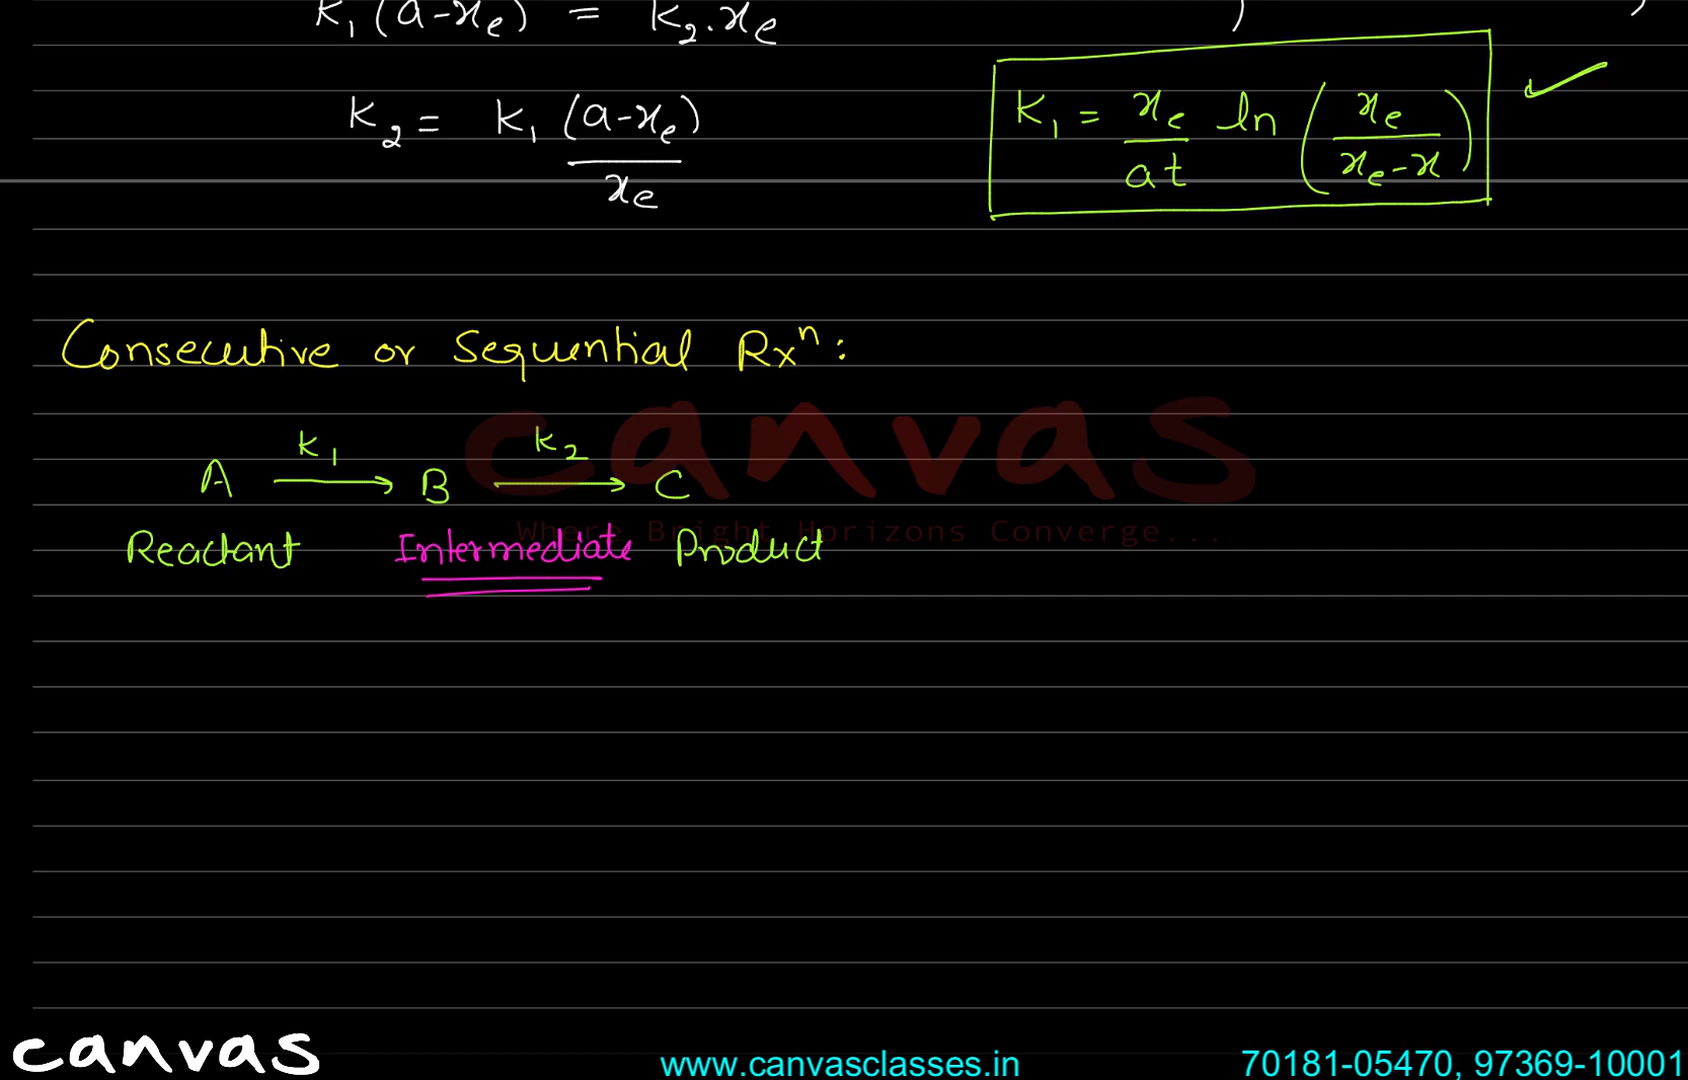 K₁(a-xₑ) = K₂.xₑ
K₂ = K₁ (a-xₑ)
xₑ
K₁ = xₑ/at ln (xₑ/(xₑ-x))
Consecutive or Sequential Rxⁿ:
K₁ K₂
A → B → C
Reactant Intermediate Product
canvas
Where Bright Horizons Converge...
canvas
www.canvasclasses.in
70181-05470, 97369-10001